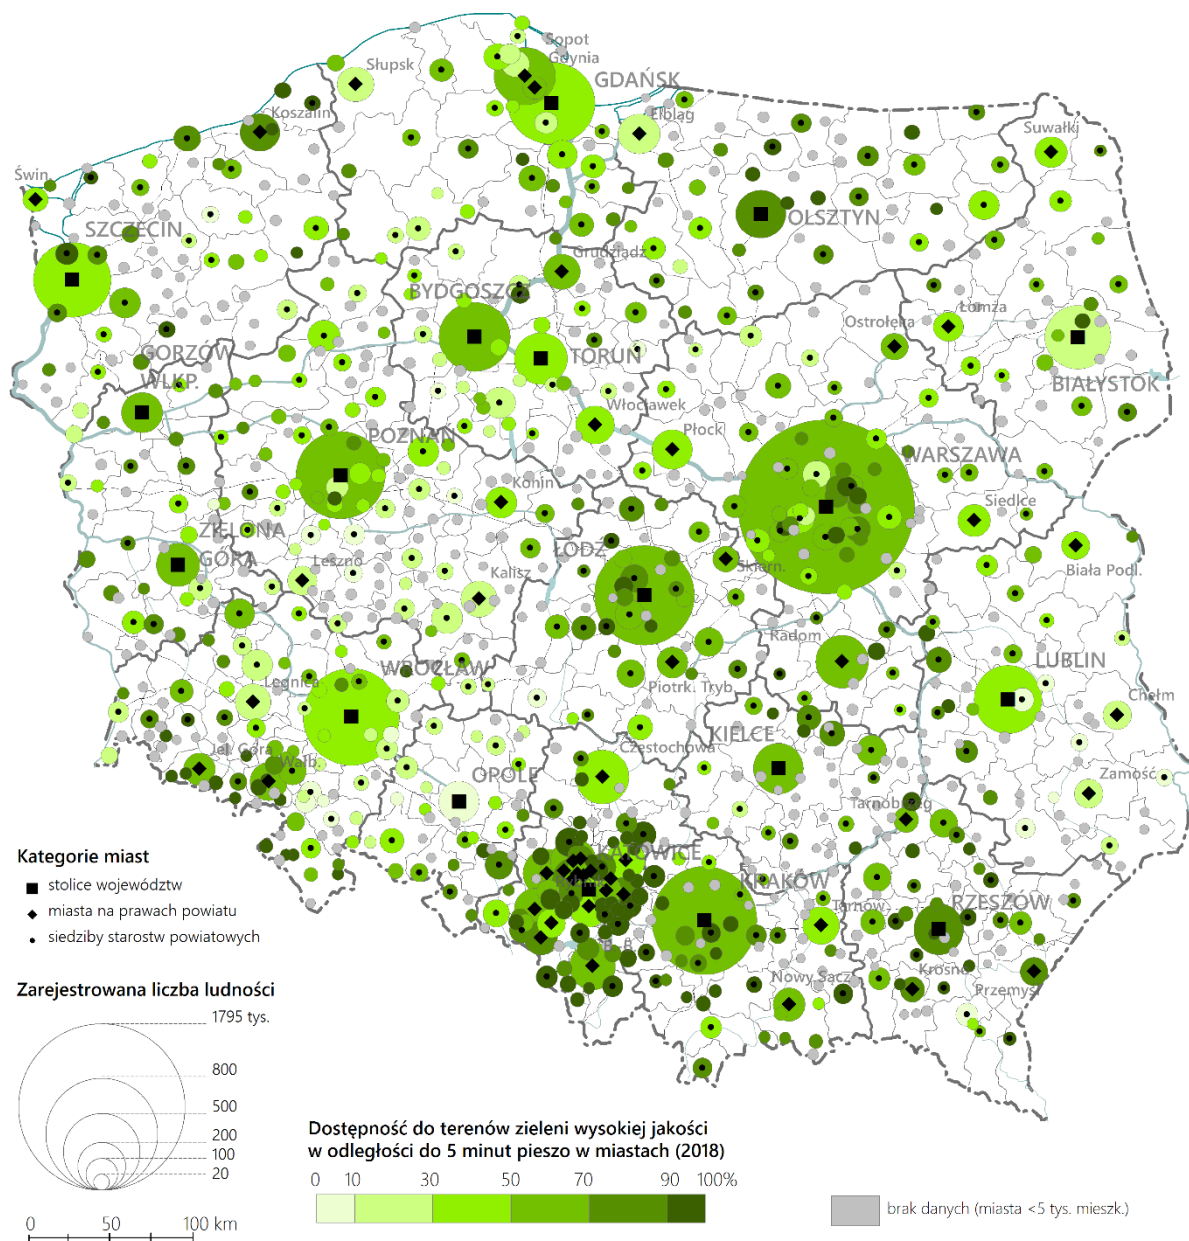 Sopot
Gdynia
GDAŃSK
Słupsk
Elbląg
Koszalin
Suwałki
Świn.
SZCZECIN
OLSZTYN
Grudziądz
BYDGOSZCZ
Łomża
Ostrołęka
GORZÓW
WLKP.
TORUŃ
BIAŁYSTOK
Włocławek
POZNAŃ
Płock
WARSZAWA
Konin
Siedlce
ZIELONA
GÓRA
ŁÓDŹ
Leszno
Kalisz
Skiern.
Biała Podl.
Radom
WROCŁAW
LUBLIN
Legnica
Piotrk. Tryb.
Chełm
Jel. Góra
Wałb.
Częstochowa
KIELCE
OPOLE
Zamość
Tarnobrzeg
KATOWICE
Rybnik
KRAKÓW
Tarnów
RZESZÓW
B.-B.
Nowy Sącz
Krosno
Przemyśl
Kategorie miast
stolice województw
miasta na prawach powiatu
siedziby starostw powiatowych
Zarejestrowana liczba ludności
1795 tys.
800
500
200
100
20
0 50 100 km
Dostępność do terenów zieleni wysokiej jakości
w odległości do 5 minut pieszo w miastach (2018)
0 10 30 50 70 90 100%
brak danych (miasta <5 tys. mieszk.)